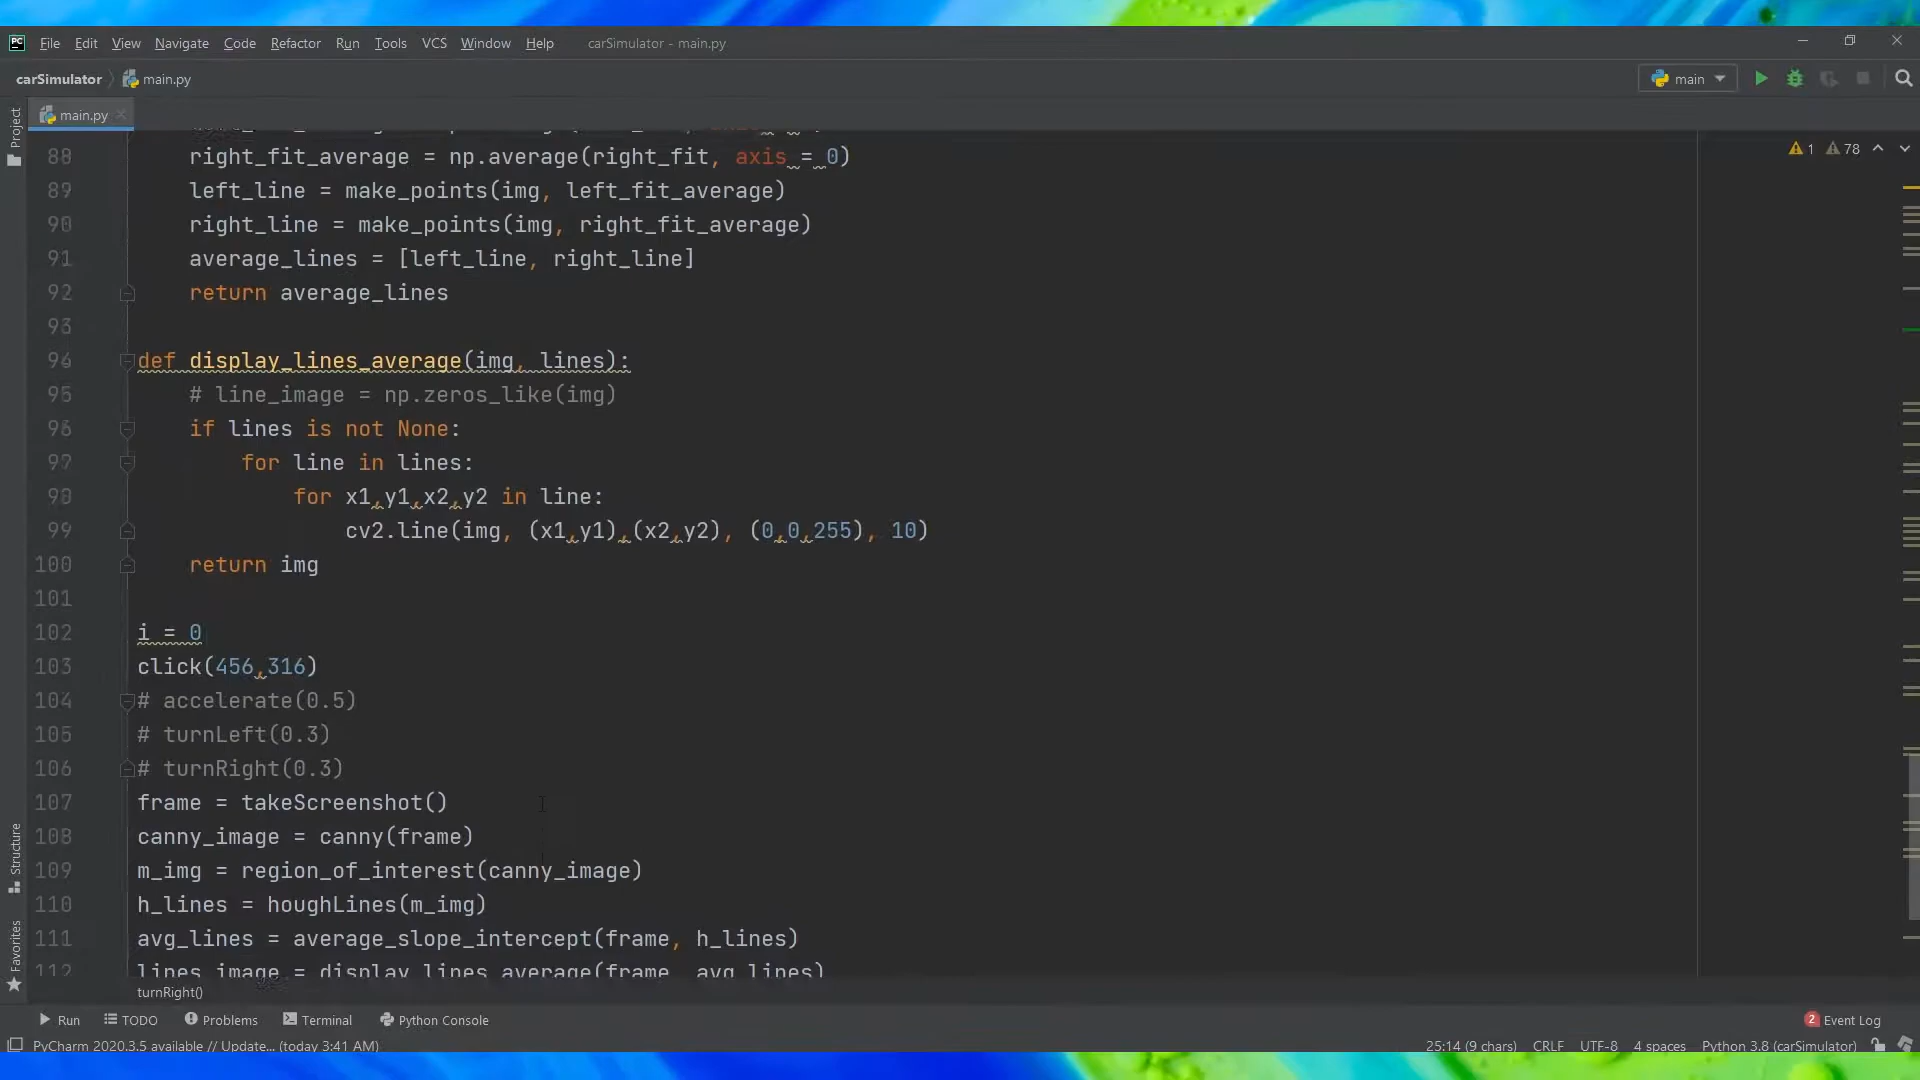 PC File Edit View Navigate Code Refactor Run Tools VCS Window Help carSimulator - main.py
carSimulator main.py main
Project
main.py
1 78
88 right_fit_average = np.average(right_fit, axis = 0)
89 left_line = make_points(img, left_fit_average)
90 right_line = make_points(img, right_fit_average)
91 average_lines = [left_line, right_line]
92 return average_lines
93
94 def display_lines_average(img, lines):
95 # line_image = np.zeros_like(img)
96 if lines is not None:
97 for line in lines:
98 for x1,y1,x2,y2 in line:
99 cv2.line(img, (x1,y1),(x2,y2), (0,0,255), 10)
100 return img
101
102 i = 0
103 click(456,316)
104 # accelerate(0.5)
105 # turnLeft(0.3)
106 # turnRight(0.3)
107 frame = takeScreenshot()
108 canny_image = canny(frame)
109 m_img = region_of_interest(canny_image)
110 h_lines = houghLines(m_img)
111 avg_lines = average_slope_intercept(frame, h_lines)
112 lines_image = display_lines_average(frame, avg_lines)
Structure
Favorites
turnRight()
Run TODO Problems Terminal Python Console 2 Event Log
PyCharm 2020.3.5 available // Update... (today 3:41 AM) 25:14 (9 chars) CRLF UTF-8 4 spaces Python 3.8 (carSimulator)